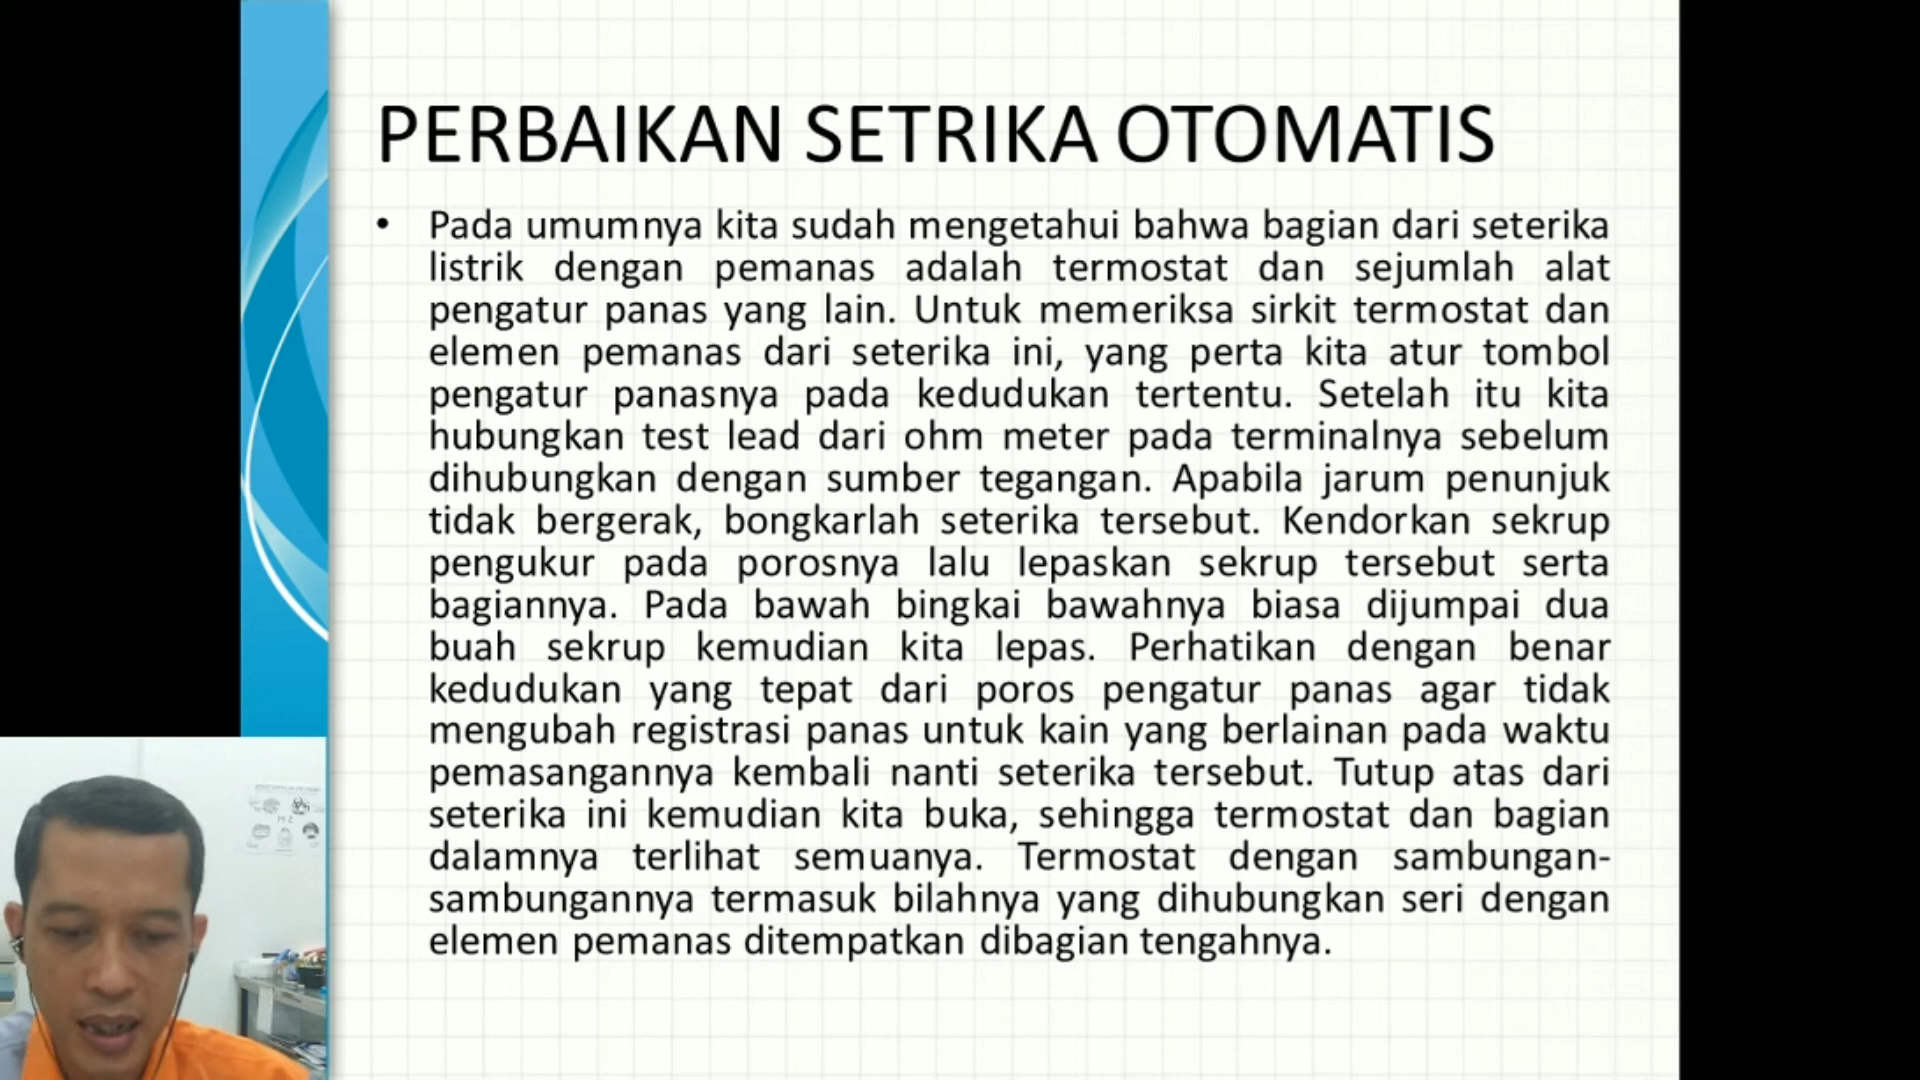 PERBAIKAN SETRIKA OTOMATIS
• Pada umumnya kita sudah mengetahui bahwa bagian dari seterika
listrik dengan pemanas adalah termostat dan sejumlah alat
pengatur panas yang lain. Untuk memeriksa sirkit termostat dan
elemen pemanas dari seterika ini, yang perta kita atur tombol
pengatur panasnya pada kedudukan tertentu. Setelah itu kita
hubungkan test lead dari ohm meter pada terminalnya sebelum
dihubungkan dengan sumber tegangan. Apabila jarum penunjuk
tidak bergerak, bongkarlah seterika tersebut. Kendorkan sekrup
pengukur pada porosnya lalu lepaskan sekrup tersebut serta
bagiannya. Pada bawah bingkai bawahnya biasa dijumpai dua
buah sekrup kemudian kita lepas. Perhatikan dengan benar
kedudukan yang tepat dari poros pengatur panas agar tidak
mengubah registrasi panas untuk kain yang berlainan pada waktu
pemasangannya kembali nanti seterika tersebut. Tutup atas dari
seterika ini kemudian kita buka, sehingga termostat dan bagian
dalamnya terlihat semuanya. Termostat dengan sambungan-
sambungannya termasuk bilahnya yang dihubungkan seri dengan
elemen pemanas ditempatkan dibagian tengahnya.